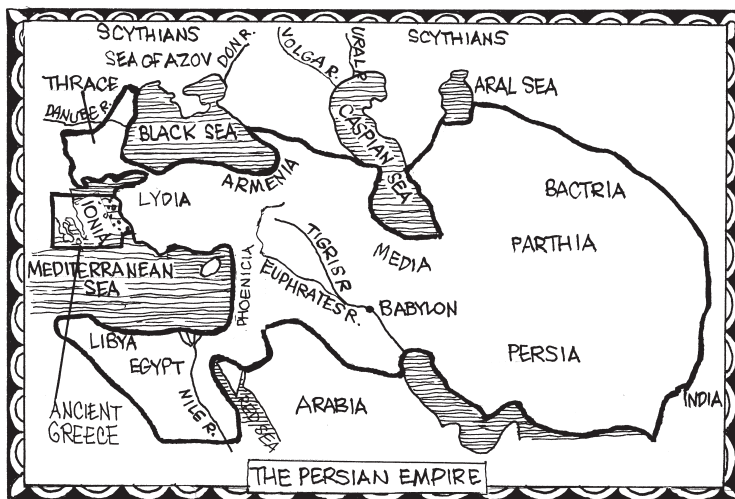 SCYTHIANS
SEA OF AZOV
DON R.
VOLGA R.
URAL R.
SCYTHIANS
THRACE
DANUBE R.
BLACK SEA
CASPIAN SEA
ARAL SEA
ARMENIA
LYDIA
IONIA
BACTRIA
PARTHIA
MEDIA
TIGRIS R.
EUPHRATES R.
PHOENICIA
MEDITERRANEAN
SEA
BABYLON
LIBYA
EGYPT
PERSIA
NILE R.
RED SEA
ARABIA
INDIA
ANCIENT
GREECE
THE PERSIAN EMPIRE